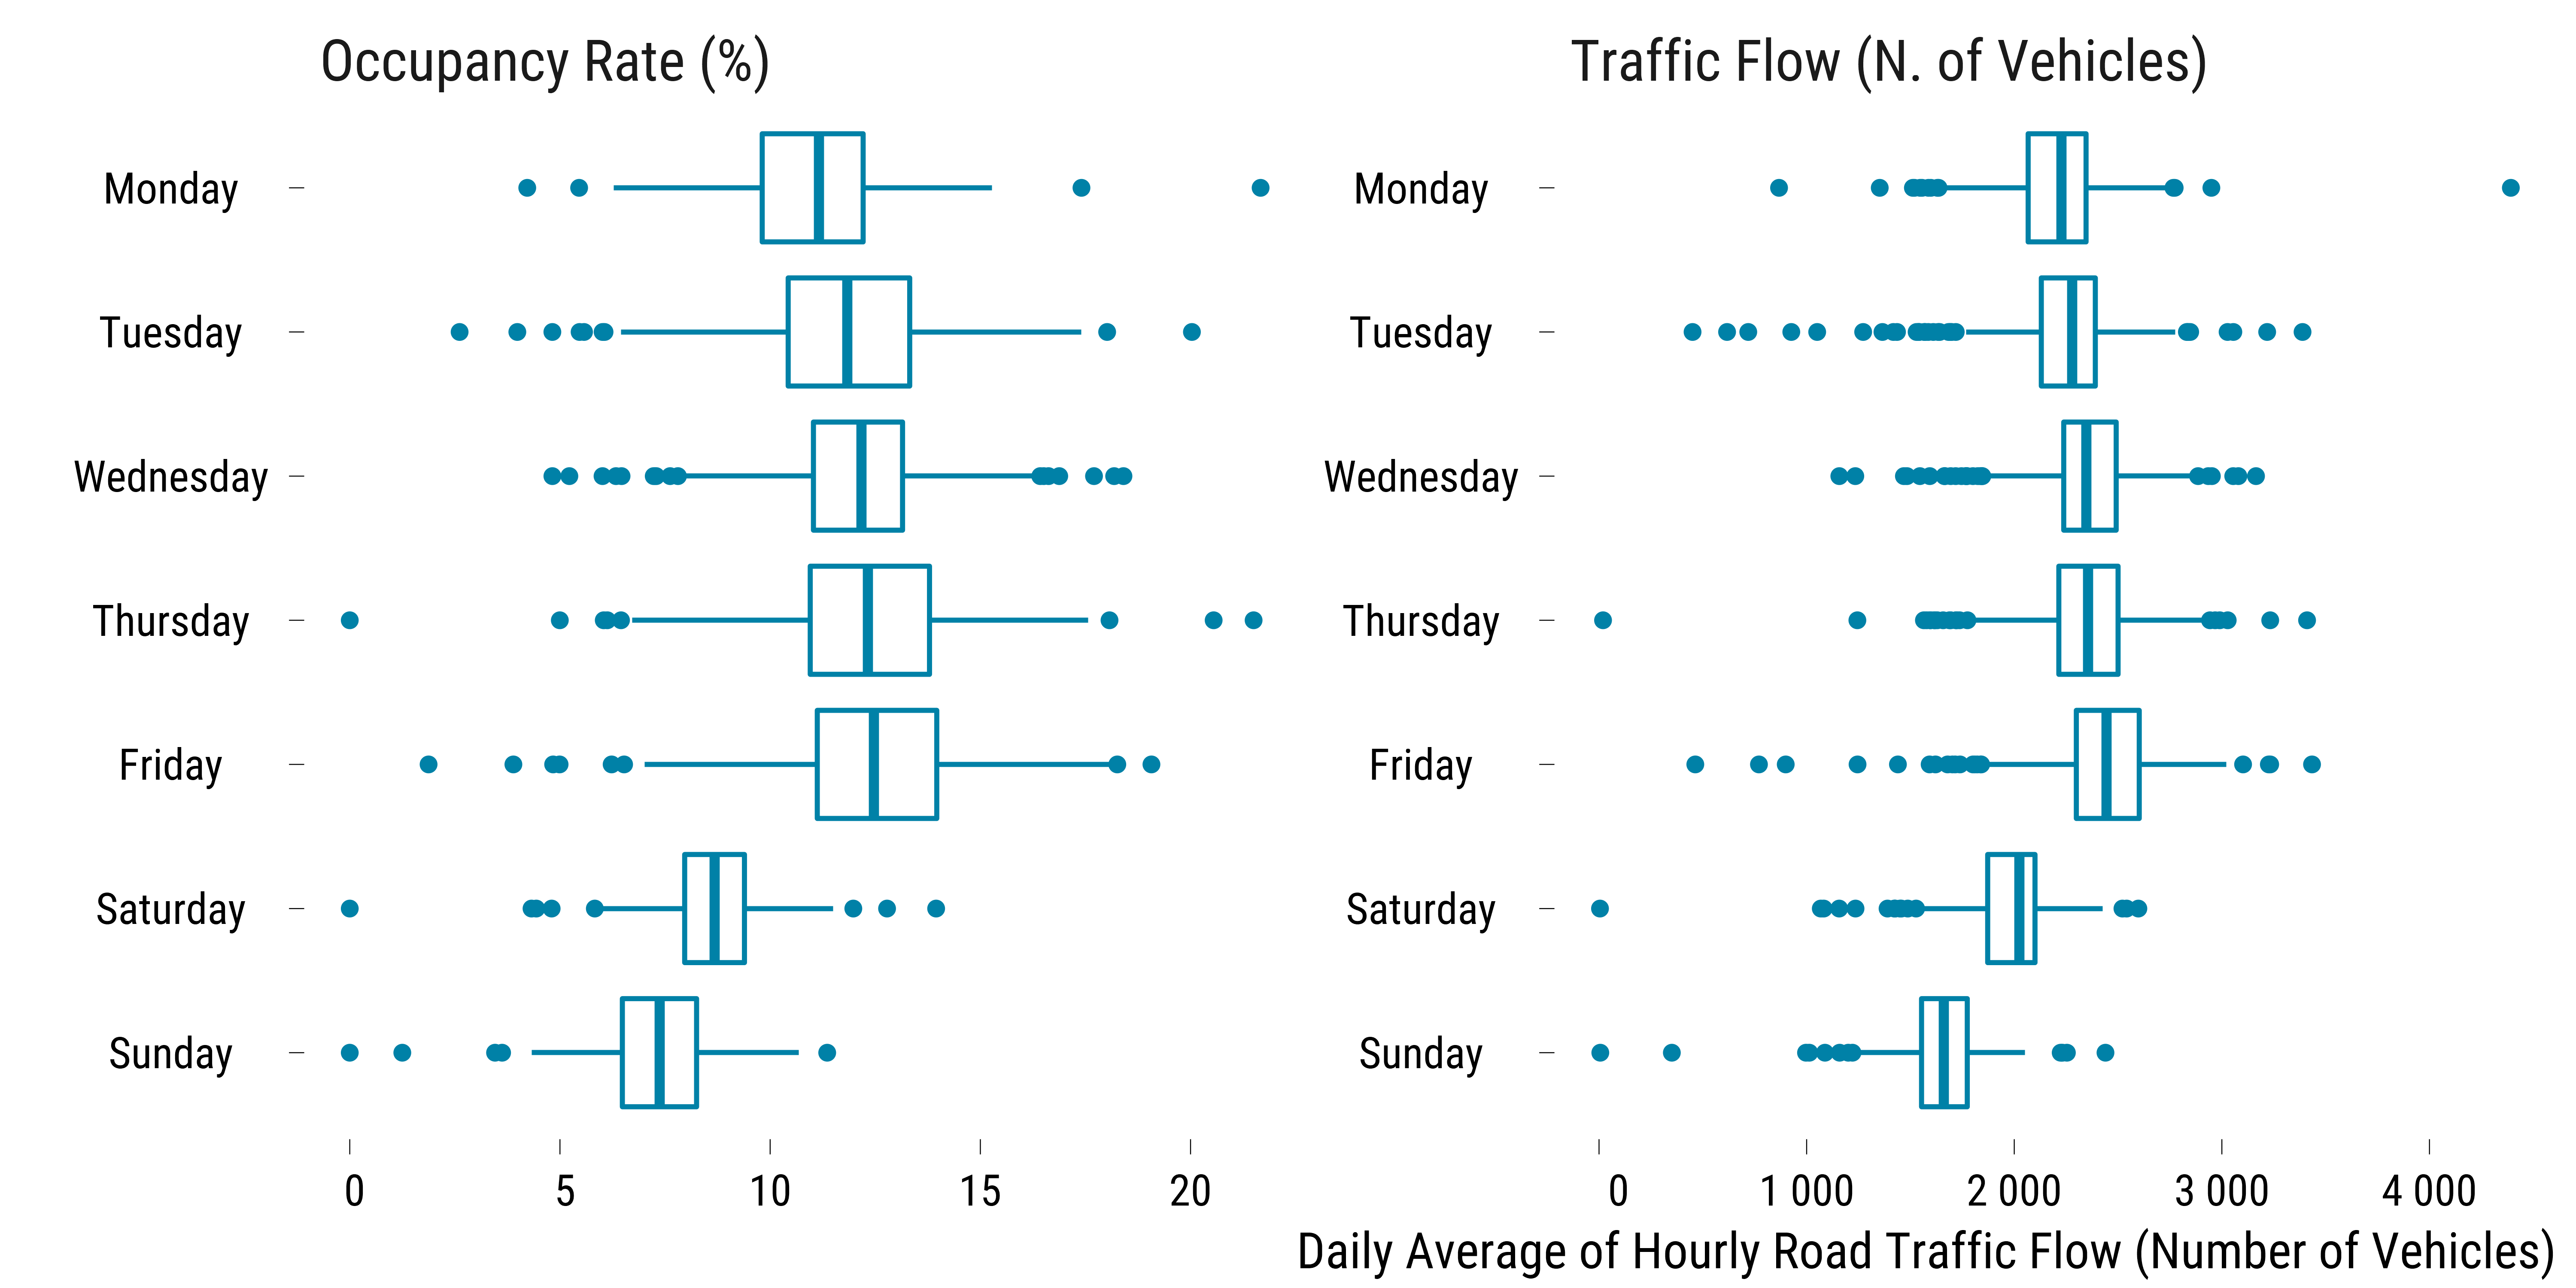 Occupancy Rate (%)
Monday
Tuesday
Wednesday
Thursday
Friday
Saturday
Sunday
0 5 10 15 20
Traffic Flow (N. of Vehicles)
Monday
Tuesday
Wednesday
Thursday
Friday
Saturday
Sunday
0 1 000 2 000 3 000 4 000
Daily Average of Hourly Road Traffic Flow (Number of Vehicles)